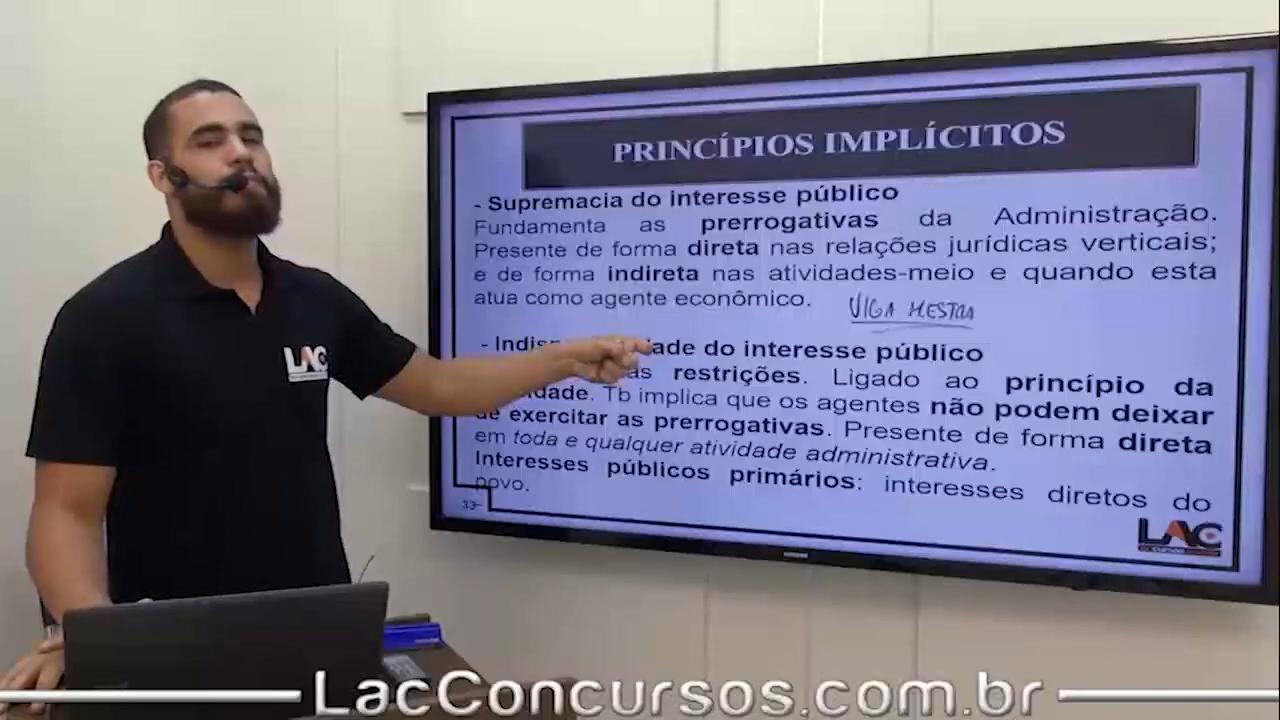 PRINCÍPIOS IMPLÍCITOS
- Supremacia do interesse público
Fundamenta as prerrogativas da Administração.
Presente de forma direta nas relações jurídicas verticais;
e de forma indireta nas atividades-meio e quando esta
atua como agente econômico.
VIGA MESTRA
do interesse público
restrições. Ligado ao princípio da
Tb implica que os agentes não podem deixar
de exercitar as prerrogativas. Presente de forma direta
em toda e qualquer atividade administrativa.
Interesses públicos primários: interesses diretos do
povo.
33
LAC
CONCURSOS
LAC
LacConcursos.com.br